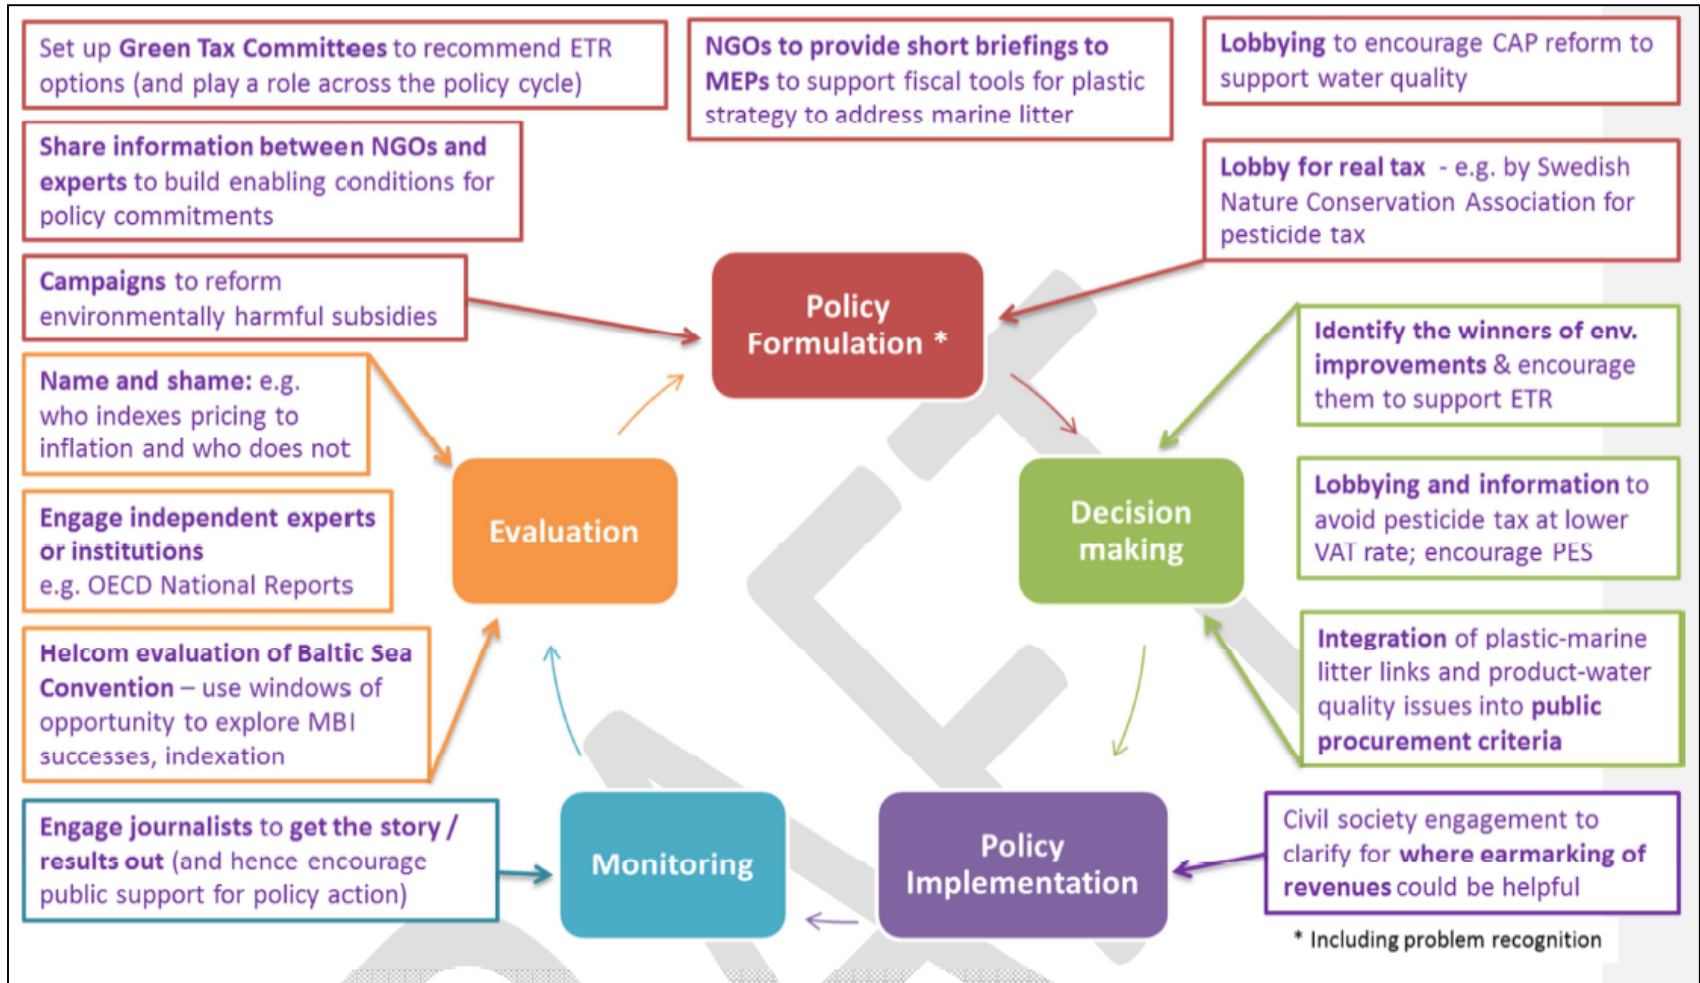 Set up Green Tax Committees to recommend ETR
options (and play a role across the policy cycle)
NGOs to provide short briefings to
MEPs to support fiscal tools for plastic
strategy to address marine litter
Lobbying to encourage CAP reform to
support water quality
Share information between NGOs and
experts to build enabling conditions for
policy commitments
Lobby for real tax - e.g. by Swedish
Nature Conservation Association for
pesticide tax
Campaigns to reform
environmentally harmful subsidies
Policy
Formulation *
Identify the winners of env.
improvements & encourage
them to support ETR
Name and shame: e.g.
who indexes pricing to
inflation and who does not
Evaluation
Decision
making
Lobbying and information to
avoid pesticide tax at lower
VAT rate; encourage PES
Engage independent experts
or institutions
e.g. OECD National Reports
Integration of plastic-marine
litter links and product-water
quality issues into public
procurement criteria
Helcom evaluation of Baltic Sea
Convention – use windows of
opportunity to explore MBI
successes, indexation
Engage journalists to get the story /
results out (and hence encourage
public support for policy action)
Monitoring
Policy
Implementation
Civil society engagement to
clarify for where earmarking of
revenues could be helpful
* Including problem recognition